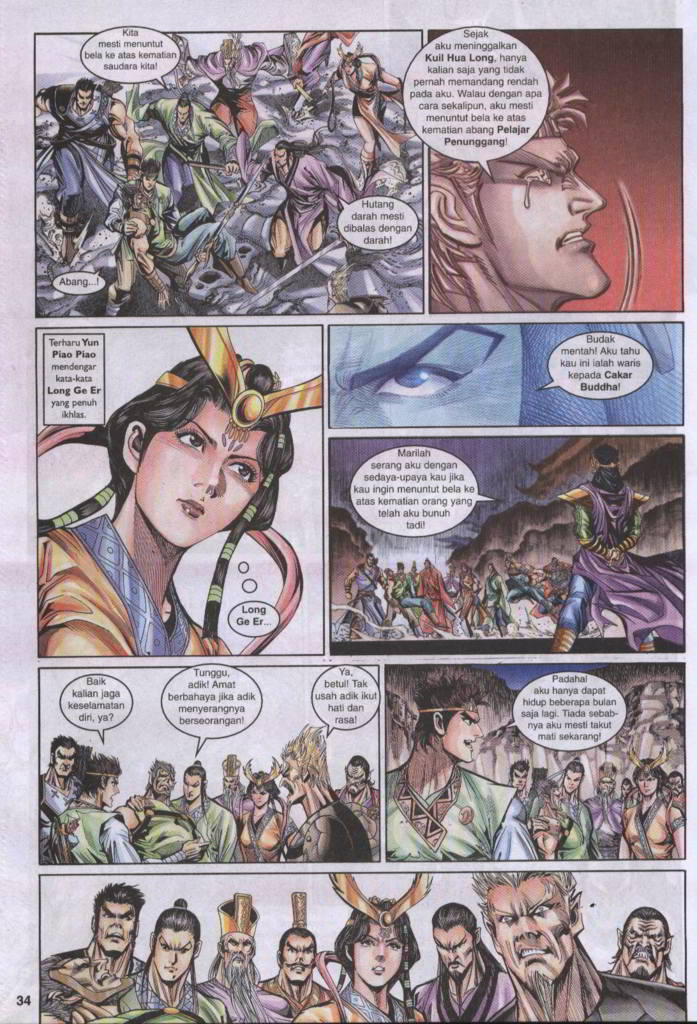 Kita
mesti menuntut
bela ke atas kematian
saudara kita!
Sejak
aku meninggalkan
Kuil Hua Long, hanya
kalian saja yang tidak
pernah memandang rendah
pada aku. Walau dengan apa
cara sekalipun, aku mesti
menuntut bela ke atas
kematian abang Pelajar
Penunggang!
Hutang
darah mesti
dibalas dengan
darah!
Abang...!
Terharu Yun
Piao Piao
mendengar
kata-kata
Long Ge Er
yang penuh
ikhlas.
Long
Ge Er...
Budak
mentah! Aku tahu
kau ini ialah waris
kepada Cakar
Buddha!
Marilah
serang aku dengan
sedaya-upaya kau jika
kau ingin menuntut bela ke
atas kematian orang yang
telah aku bunuh
tadi!
Baik
kalian jaga
keselamatan
diri, ya?
Tunggu,
adik! Amat
berbahaya jika adik
menyerangnya
berseorangan!
Ya,
betul! Tak
usah adik ikut
hati dan
rasa!
Padahal
aku hanya dapat
hidup beberapa bulan
saja lagi. Tiada sebab-
nya aku mesti takut
mati sekarang!
34